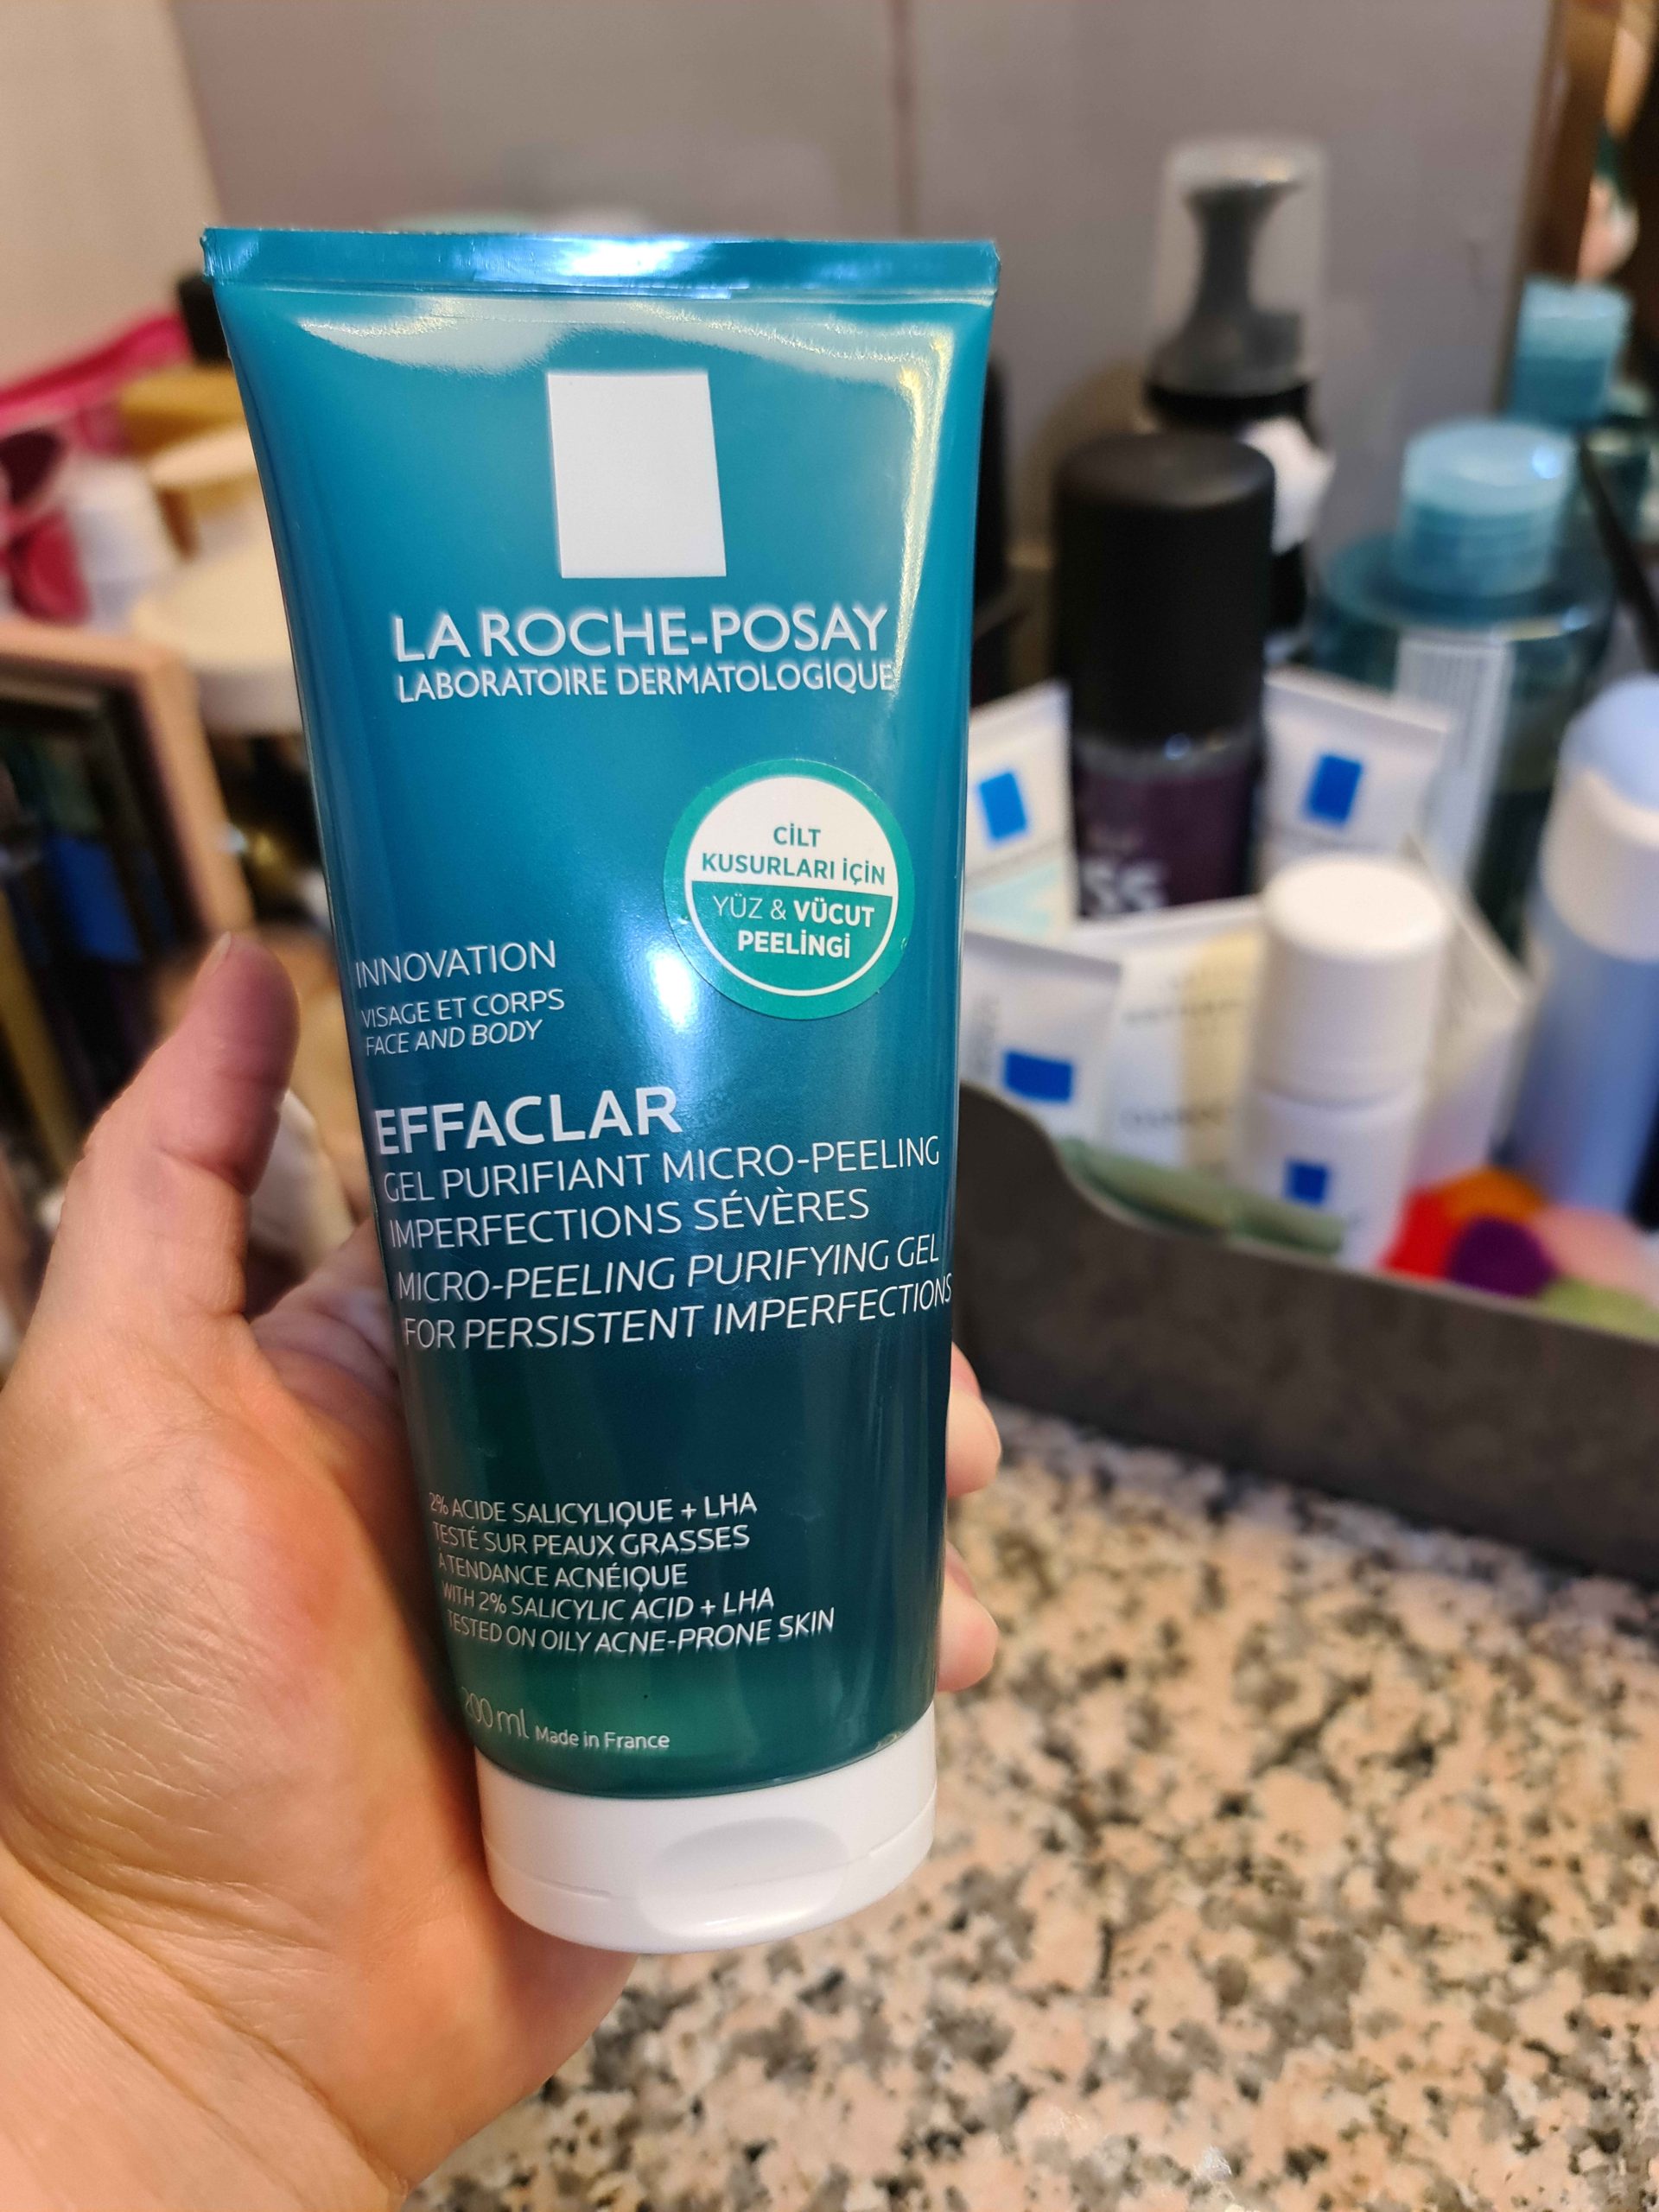 LA ROCHE-POSAY
LABORATOIRE DERMATOLOGIQUE
CİLT
KUSURLARI İÇİN
YÜZ & VÜCUT
PEELİNGİ
INNOVATION
VISAGE ET CORPS
FACE AND BODY
EFFACLAR
GEL PURIFIANT MICRO-PEELING
IMPERFECTIONS SÉVÈRES
MICRO-PEELING PURIFYING GEL
FOR PERSISTENT IMPERFECTIONS
2% ACIDE SALICYLIQUE + LHA
TESTÉ SUR PEAUX GRASSES
À TENDANCE ACNÉIQUE
WITH 2% SALICYLIC ACID + LHA
TESTED ON OILY ACNE-PRONE SKIN
200 ml Made in France